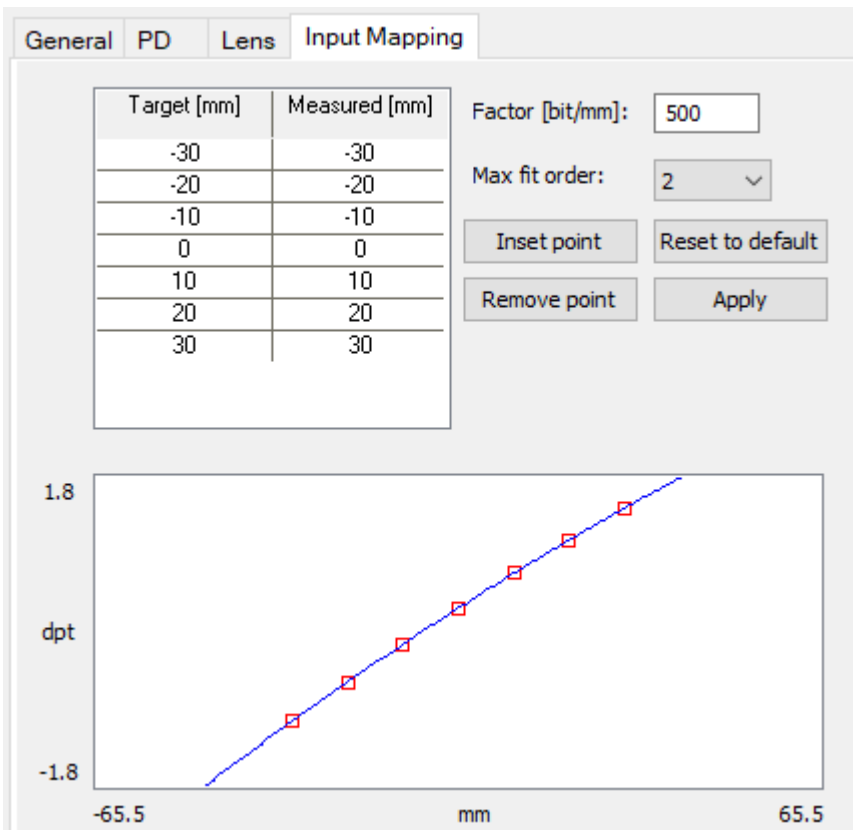 General PD Lens Input Mapping
Target [mm] Measured [mm]
-30 -30
-20 -20
-10 -10
0 0
10 10
20 20
30 30
Factor [bit/mm]: 500
Max fit order: 2
Inset point Reset to default
Remove point Apply
1.8
dpt
-1.8
-65.5 mm 65.5